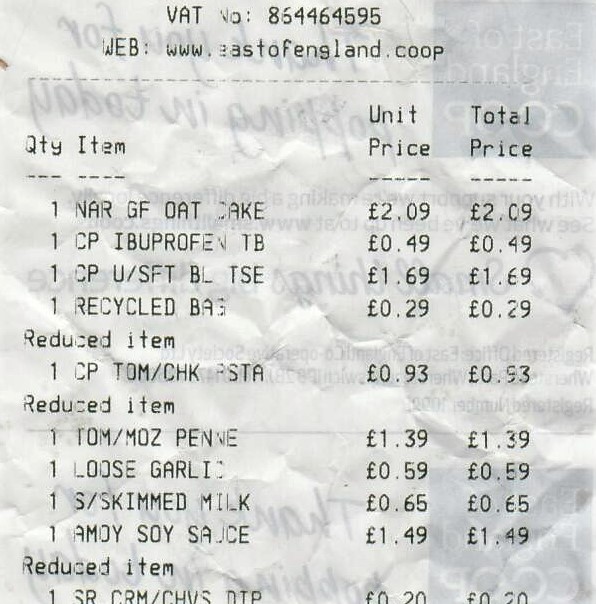 VAT No: 864464595
WEB: www.eastofengland.coop
Unit Total
Qty Item Price Price
1 NAR GF OAT CAKE £2.09 £2.09
1 CP IBUPROFEN TB £0.49 £0.49
1 CP U/SFT BL TSE £1.69 £1.69
1 RECYCLED BAG £0.29 £0.29
Reduced item
1 CP TOM/CHK PSTA £0.93 £0.93
Reduced item
1 TOM/MOZ PENNE £1.39 £1.39
1 LOOSE GARLIC £0.59 £0.59
1 S/SKIMMED MILK £0.65 £0.65
1 AMOY SOY SAUCE £1.49 £1.49
Reduced item
1 SR CRM/CHVS DIP £0.20 £0.20